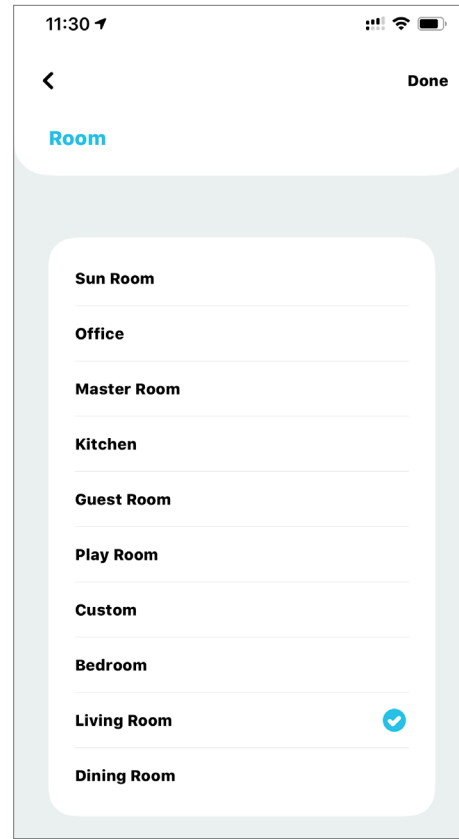 11:30
Done
Room
Sun Room
Office
Master Room
Kitchen
Guest Room
Play Room
Custom
Bedroom
Living Room
Dining Room